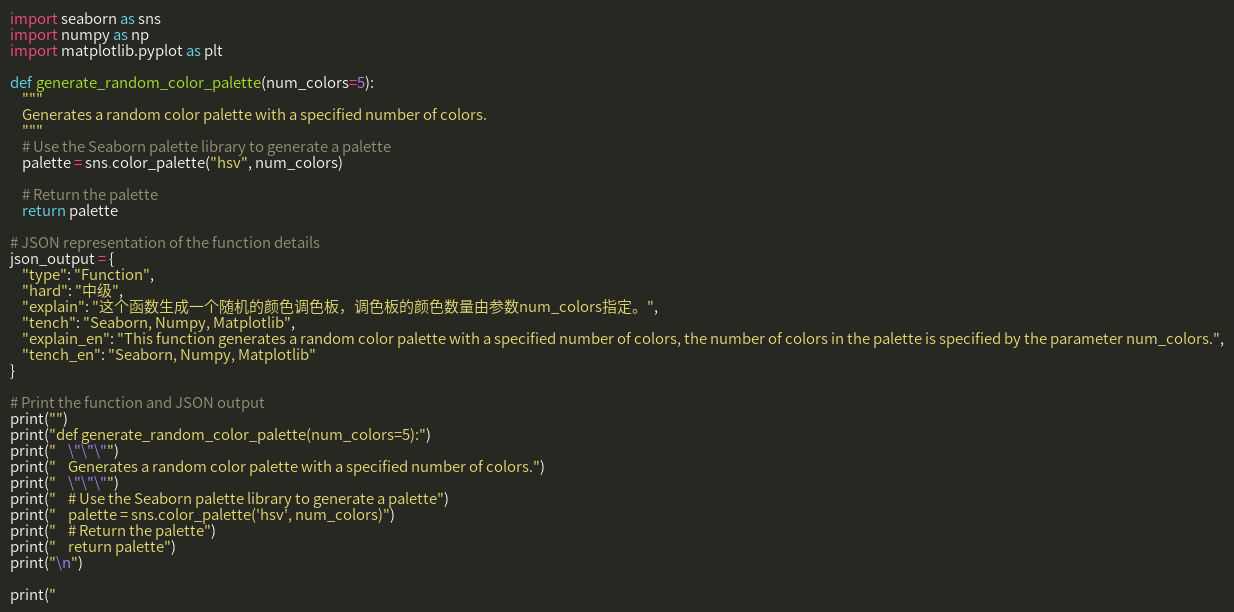 import seaborn as sns
import numpy as np
import matplotlib.pyplot as plt

def generate_random_color_palette(num_colors=5):
    """
    Generates a random color palette with a specified number of colors.
    """
    # Use the Seaborn palette library to generate a palette
    palette = sns.color_palette("hsv", num_colors)

    # Return the palette
    return palette

# JSON representation of the function details
json_output = {
    "type": "Function",
    "hard": "中级",
    "explain": "这个函数生成一个随机的颜色调色板，调色板的颜色数量由参数num_colors指定。",
    "tench": "Seaborn, Numpy, Matplotlib",
    "explain_en": "This function generates a random color palette with a specified number of colors, the number of colors in the palette is specified by the parameter num_colors.",
    "tench_en": "Seaborn, Numpy, Matplotlib"
}

# Print the function and JSON output
print("")
print("def generate_random_color_palette(num_colors=5):")
print("    \"\"\"")
print("    Generates a random color palette with a specified number of colors.")
print("    \"\"\"")
print("    # Use the Seaborn palette library to generate a palette")
print("    palette = sns.color_palette('hsv', num_colors)")
print("    # Return the palette")
print("    return palette")
print("\n")

print("